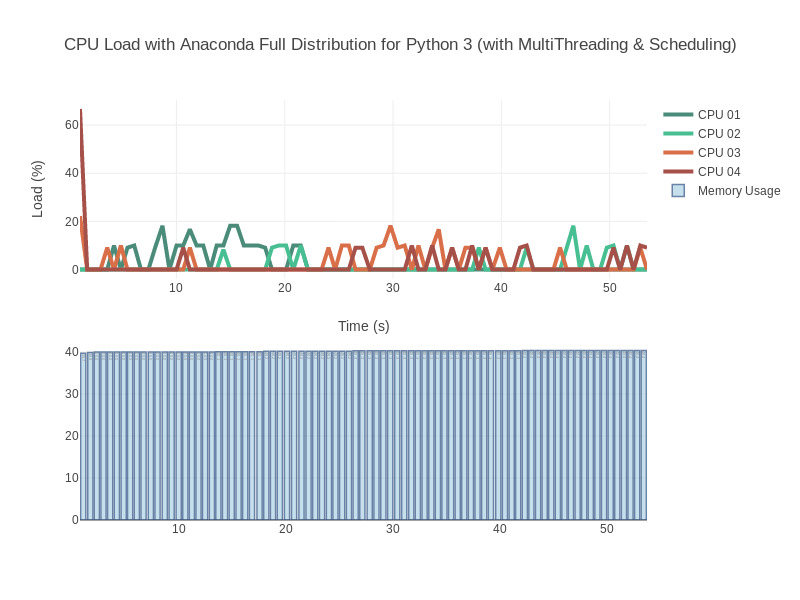 CPU Load with Anaconda Full Distribution for Python 3 (with MultiThreading & Scheduling)
CPU 01
CPU 02
CPU 03
CPU 04
Memory Usage
Load (%)
60
40
20
0
10 20 30 40 50
Time (s)
40
30
20
10
0
10 20 30 40 50